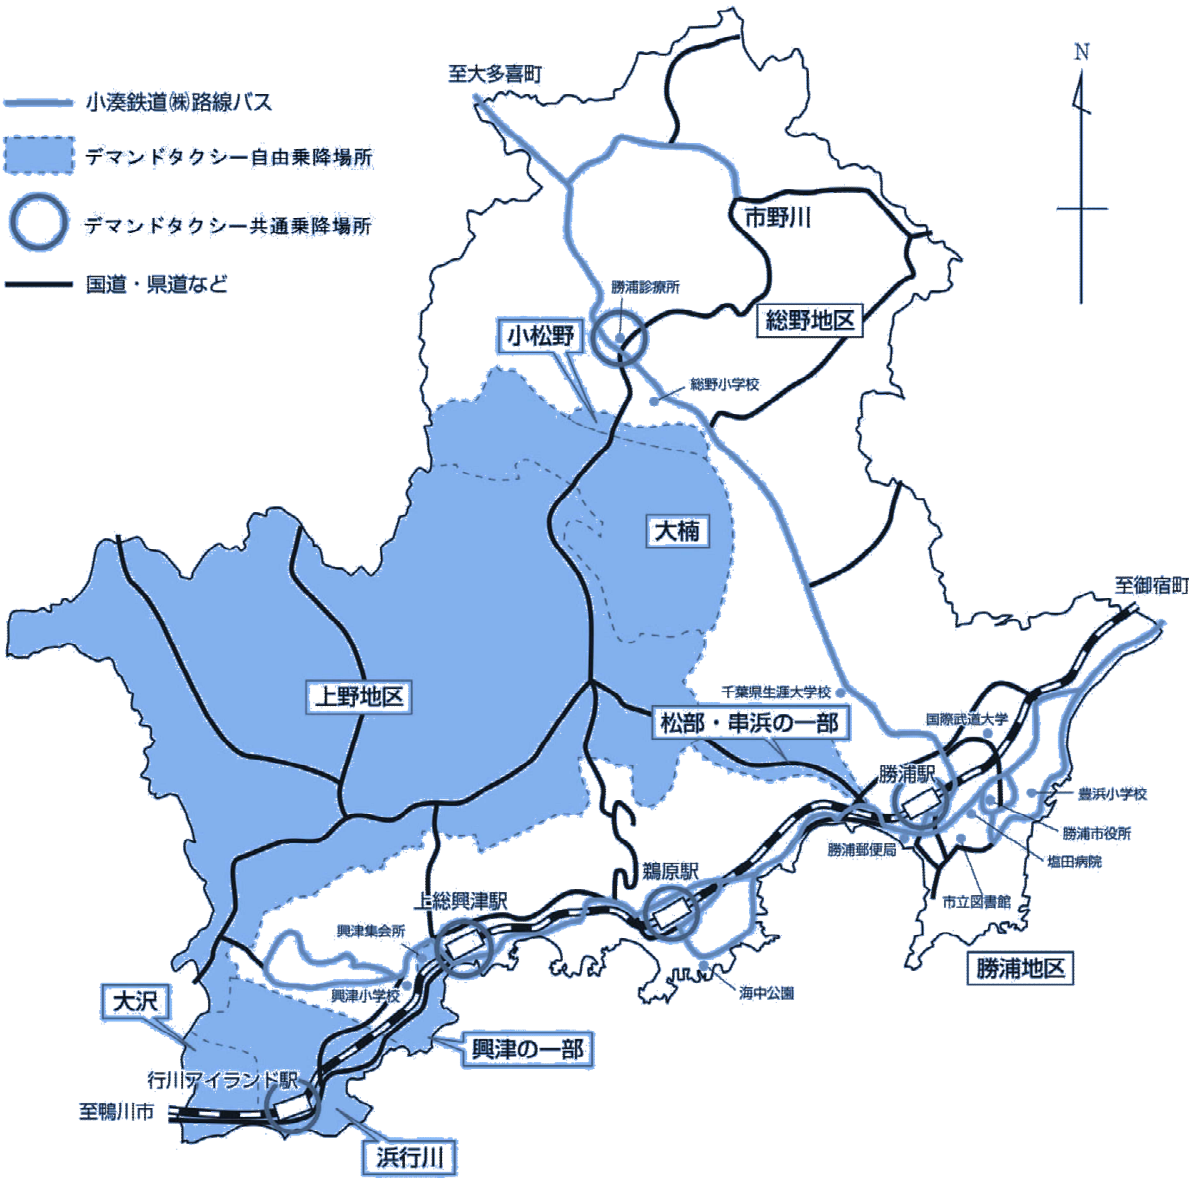 至大多喜町
N
小湊鉄道㈱路線バス
デマンドタクシー自由乗降場所
デマンドタクシー共通乗降場所
国道・県道など
市野川
勝浦診療所
総野地区
小松野
総野小学校
大楠
至御宿町
上野地区
千葉県生涯大学校
松部・串浜の一部
国際武道大学
勝浦駅
豊浜小学校
勝浦市役所
勝浦郵便局
塩田病院
鵜原駅
市立図書館
上総興津駅
興津集会所
勝浦地区
興津小学校
海中公園
大沢
興津の一部
行川アイランド駅
至鴨川市
浜行川